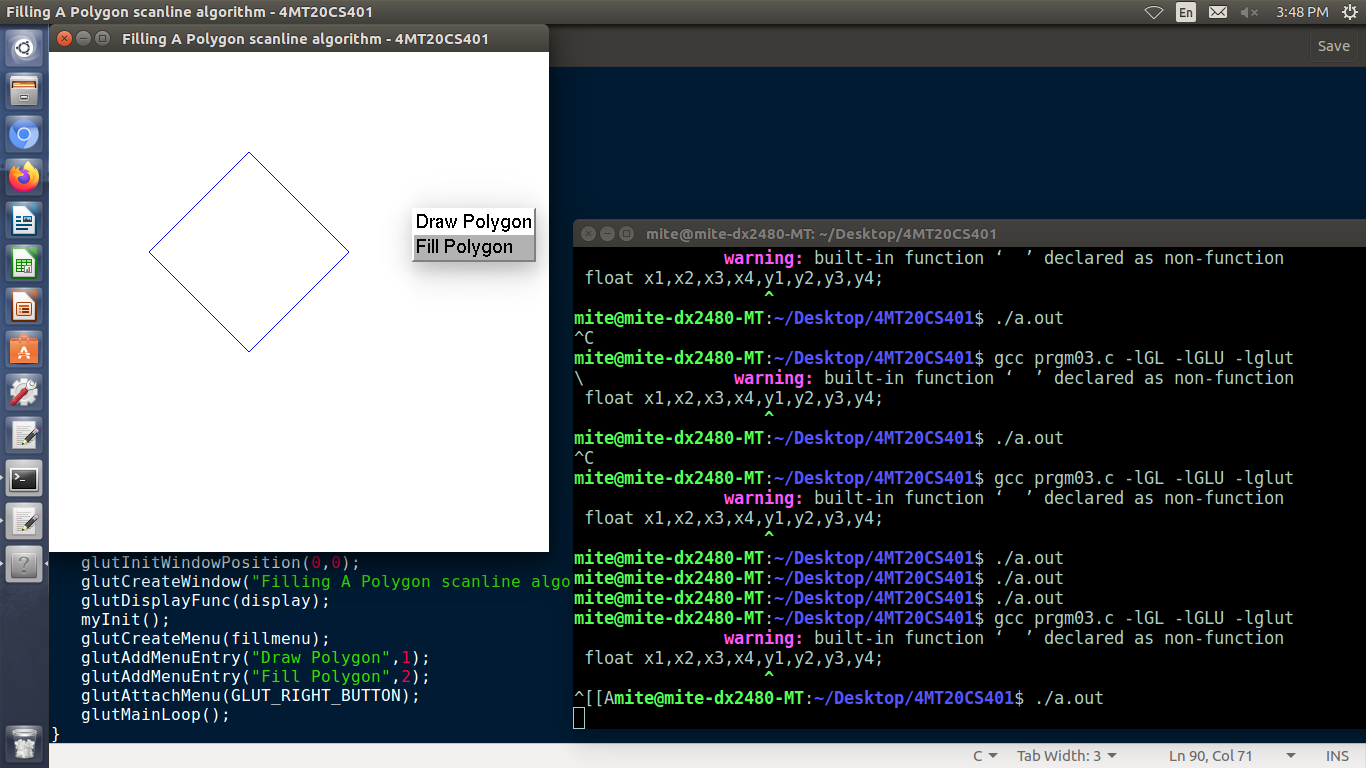 Filling A Polygon scanline algorithm - 4MT20CS401
En
3:48 PM
Filling A Polygon scanline algorithm - 4MT20CS401
Save
Draw Polygon
Fill Polygon
mite@mite-dx2480-MT: ~/Desktop/4MT20CS401
warning: built-in function ‘  ’ declared as non-function
float x1,x2,x3,x4,y1,y2,y3,y4;
^
mite@mite-dx2480-MT:~/Desktop/4MT20CS401$ ./a.out
^C
mite@mite-dx2480-MT:~/Desktop/4MT20CS401$ gcc prgm03.c -lGL -lGLU -lglut
\ warning: built-in function ‘  ’ declared as non-function
float x1,x2,x3,x4,y1,y2,y3,y4;
^
mite@mite-dx2480-MT:~/Desktop/4MT20CS401$ ./a.out
^C
mite@mite-dx2480-MT:~/Desktop/4MT20CS401$ gcc prgm03.c -lGL -lGLU -lglut
warning: built-in function ‘  ’ declared as non-function
float x1,x2,x3,x4,y1,y2,y3,y4;
^
mite@mite-dx2480-MT:~/Desktop/4MT20CS401$ ./a.out
mite@mite-dx2480-MT:~/Desktop/4MT20CS401$ ./a.out
mite@mite-dx2480-MT:~/Desktop/4MT20CS401$ ./a.out
mite@mite-dx2480-MT:~/Desktop/4MT20CS401$ gcc prgm03.c -lGL -lGLU -lglut
warning: built-in function ‘  ’ declared as non-function
float x1,x2,x3,x4,y1,y2,y3,y4;
^
^[[Amite@mite-dx2480-MT:~/Desktop/4MT20CS401$ ./a.out
glutInitWindowPosition(0,0);
glutCreateWindow("Filling A Polygon scanline algo
glutDisplayFunc(display);
myInit();
glutCreateMenu(fillmenu);
glutAddMenuEntry("Draw Polygon",1);
glutAddMenuEntry("Fill Polygon",2);
glutAttachMenu(GLUT_RIGHT_BUTTON);
glutMainLoop();
}
C
Tab Width: 3
Ln 90, Col 71
INS